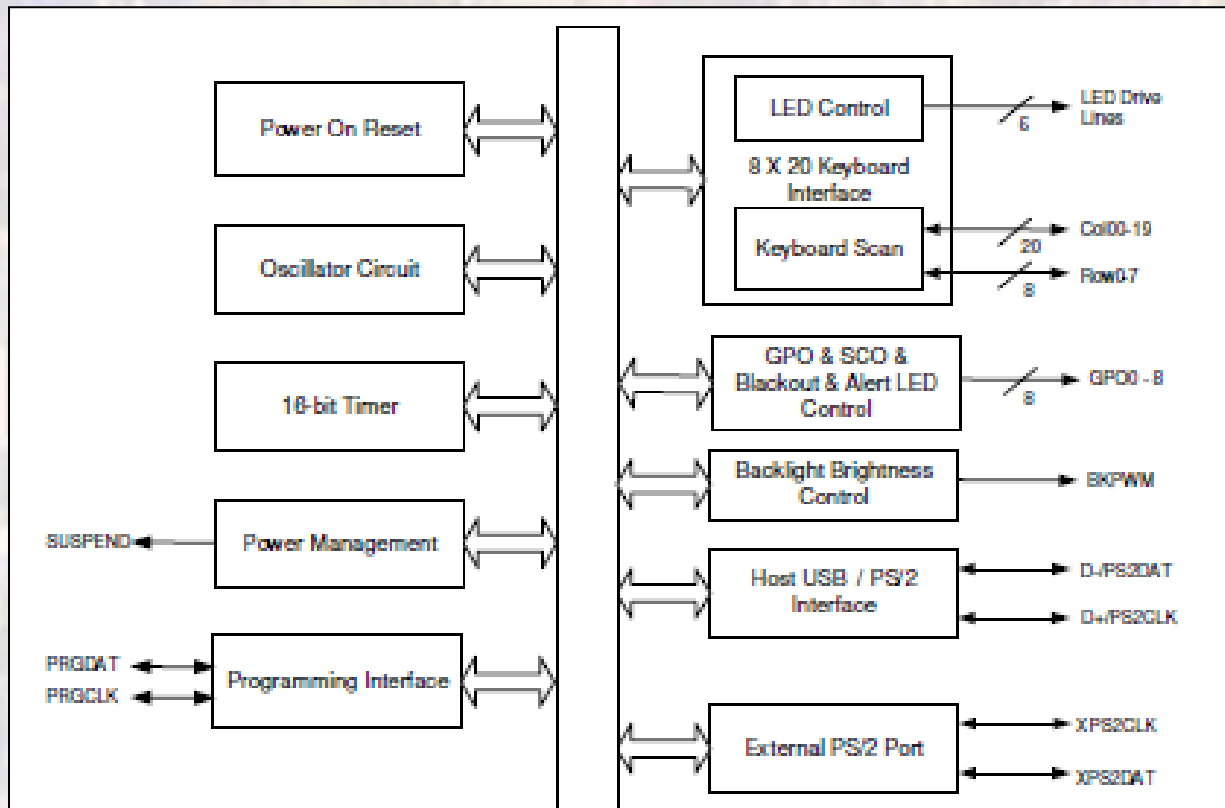 Power On Reset
Oscillator Circuit
16-bit Timer
SUSPEND
Power Management
PRGDAT
PRGCLK
Programming Interface
LED Control
6
LED Drive
Lines
8 X 20 Keyboard
Interface
Keyboard Scan
20
Col00-19
8
Row0-7
GPO & SCO &
Blackout & Alert LED
Control
8
GPO0 - 8
Backlight Brightness
Control
BKPWM
Host USB / PS/2
Interface
D-/PS2DAT
D+/PS2CLK
External PS/2 Port
XPS2CLK
XPS2DAT